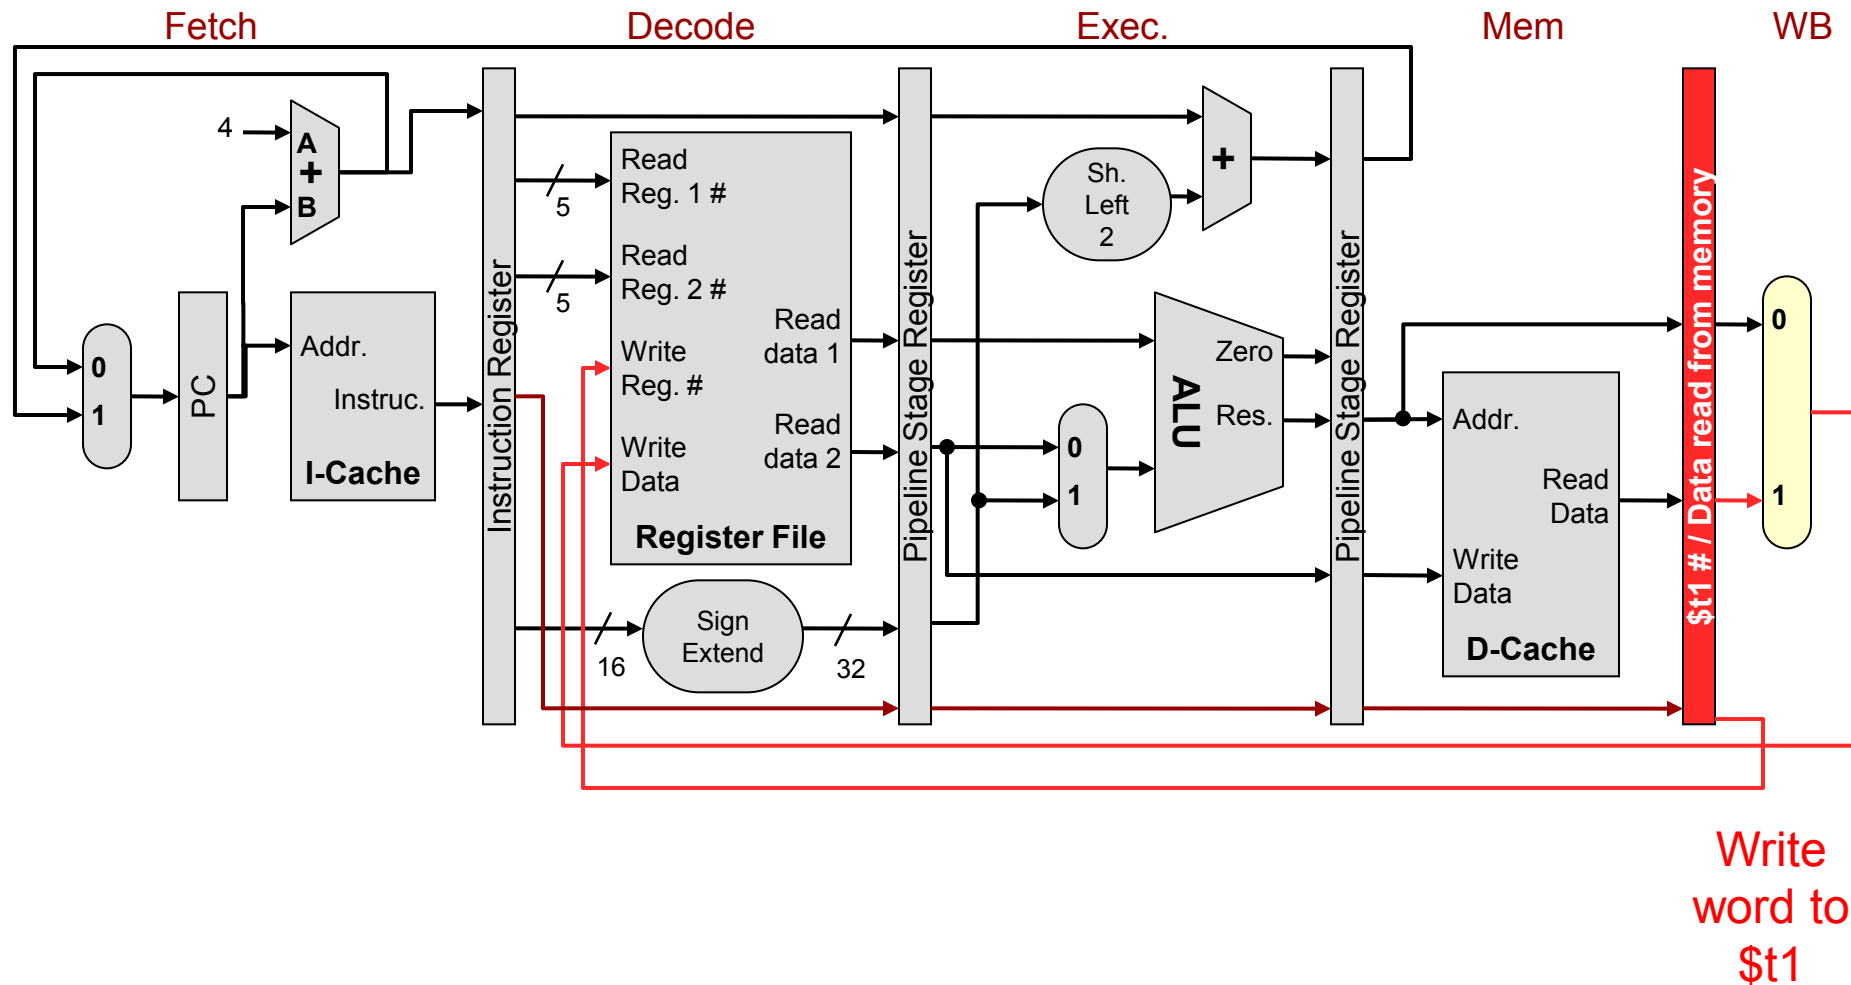 Fetch
Decode
Exec.
Mem
WB
4
A
+
B
0
1
PC
Addr.
Instruc.
I-Cache
Instruction Register
5
5
Read
Reg. 1 #
Read
Reg. 2 #
Write
Reg. #
Write
Data
Read
data 1
Read
data 2
Register File
16
Sign
Extend
32
Pipeline Stage Register
Sh.
Left
2
+
0
1
ALU
Zero
Res.
Pipeline Stage Register
Addr.
Read
Data
Write
Data
D-Cache
$t1 # / Data read from memory
0
1
Write
word to
$t1